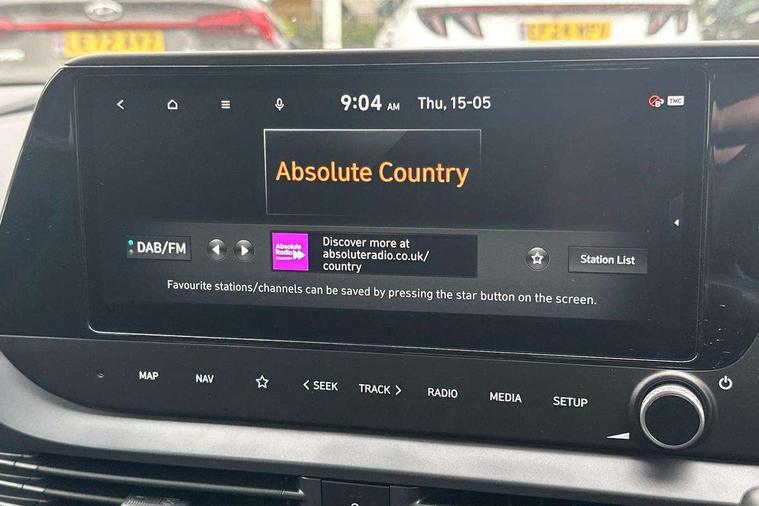 9:04 AM Thu, 15-05
TMC
Absolute Country
DAB/FM
Absolute
Radio
COUNTRY
Discover more at
absoluteradio.co.uk/
country
Station List
Favourite stations/channels can be saved by pressing the star button on the screen.
MAP
NAV
SEEK
TRACK
RADIO
MEDIA
SETUP